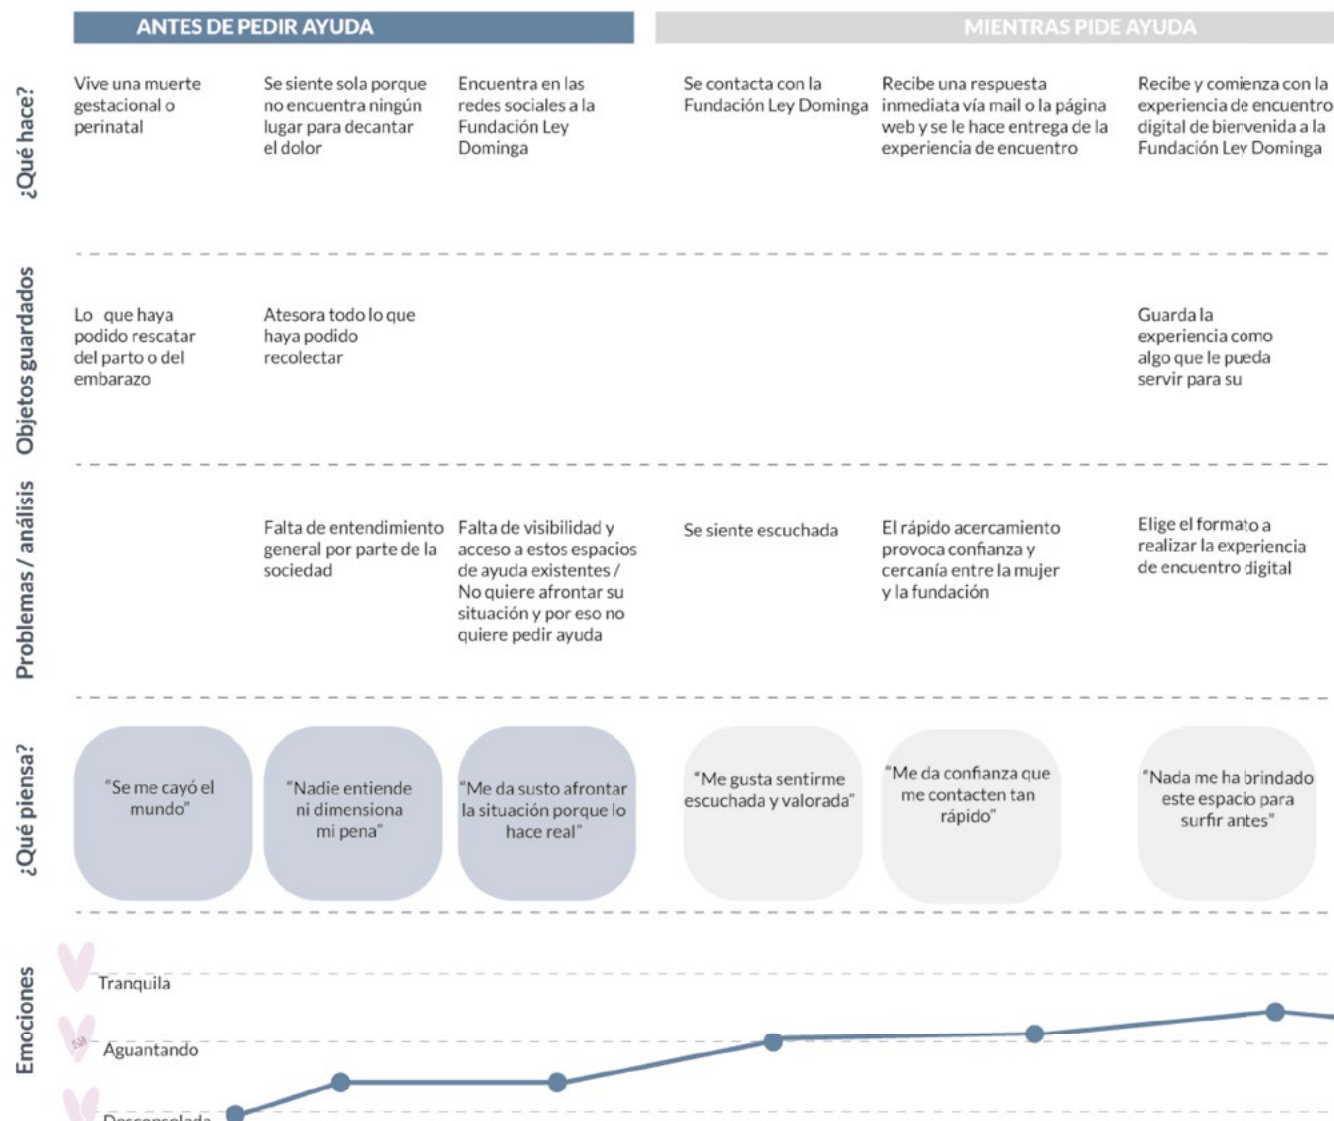 ANTES DE PEDIR AYUDA
MIENTRAS PIDE AYUDA
¿Qué hace?
Vive una muerte
gestacional o
perinatal
Se siente sola porque
no encuentra ningún
lugar para decantar
el dolor
Encuentra en las
redes sociales a la
Fundación Ley
Dominga
Se contacta con la
Fundación Ley Dominga
Recibe una respuesta
inmediata vía mail o la página
web y se le hace entrega de la
experiencia de encuentro
Recibe y comienza con la
experiencia de encuentro
digital de bienvenida a la
Fundación Ley Dominga
Objetos guardados
Lo que haya
podido rescatar
del parto o del
embarazo
Atesora todo lo que
haya podido
recolectar
Guarda la
experiencia como
algo que le pueda
servir para su
Problemas / análisis
Falta de entendimiento
general por parte de la
sociedad
Falta de visibilidad y
acceso a estos espacios
de ayuda existentes /
No quiere afrontar su
situación y por eso no
quiere pedir ayuda
Se siente escuchada
El rápido acercamiento
provoca confianza y
cercanía entre la mujer
y la fundación
Elige el formato a
realizar la experiencia
de encuentro digital
¿Qué piensa?
“Se me cayó el
mundo”
“Nadie entiende
ni dimensiona
mi pena”
“Me da susto afrontar
la situación porque lo
hace real”
“Me gusta sentirme
escuchada y valorada”
“Me da confianza que
me contacten tan
rápido”
“Nada me ha brindado
este espacio para
surfir antes”
Emociones
Tranquila
Aguantando
Desconsolada